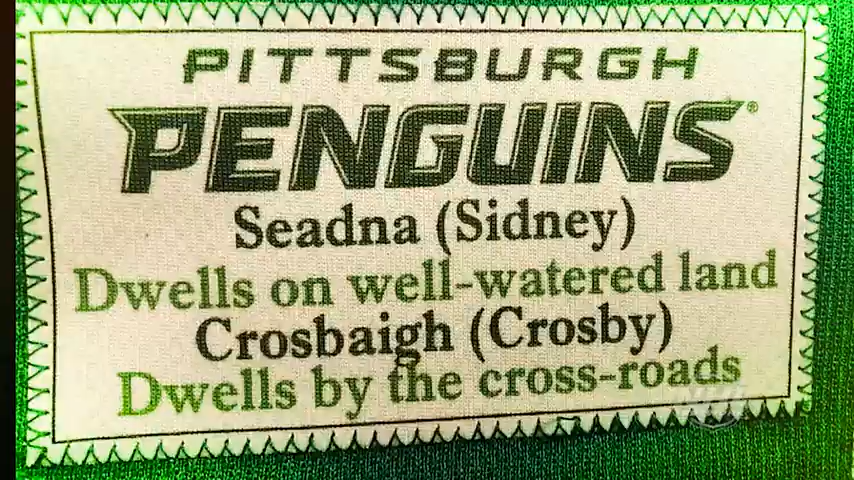 PITTSBURGH
PENGUINS®
Seadna (Sidney)
Dwells on well-watered land
Crosbaigh (Crosby)
Dwells by the cross-roads